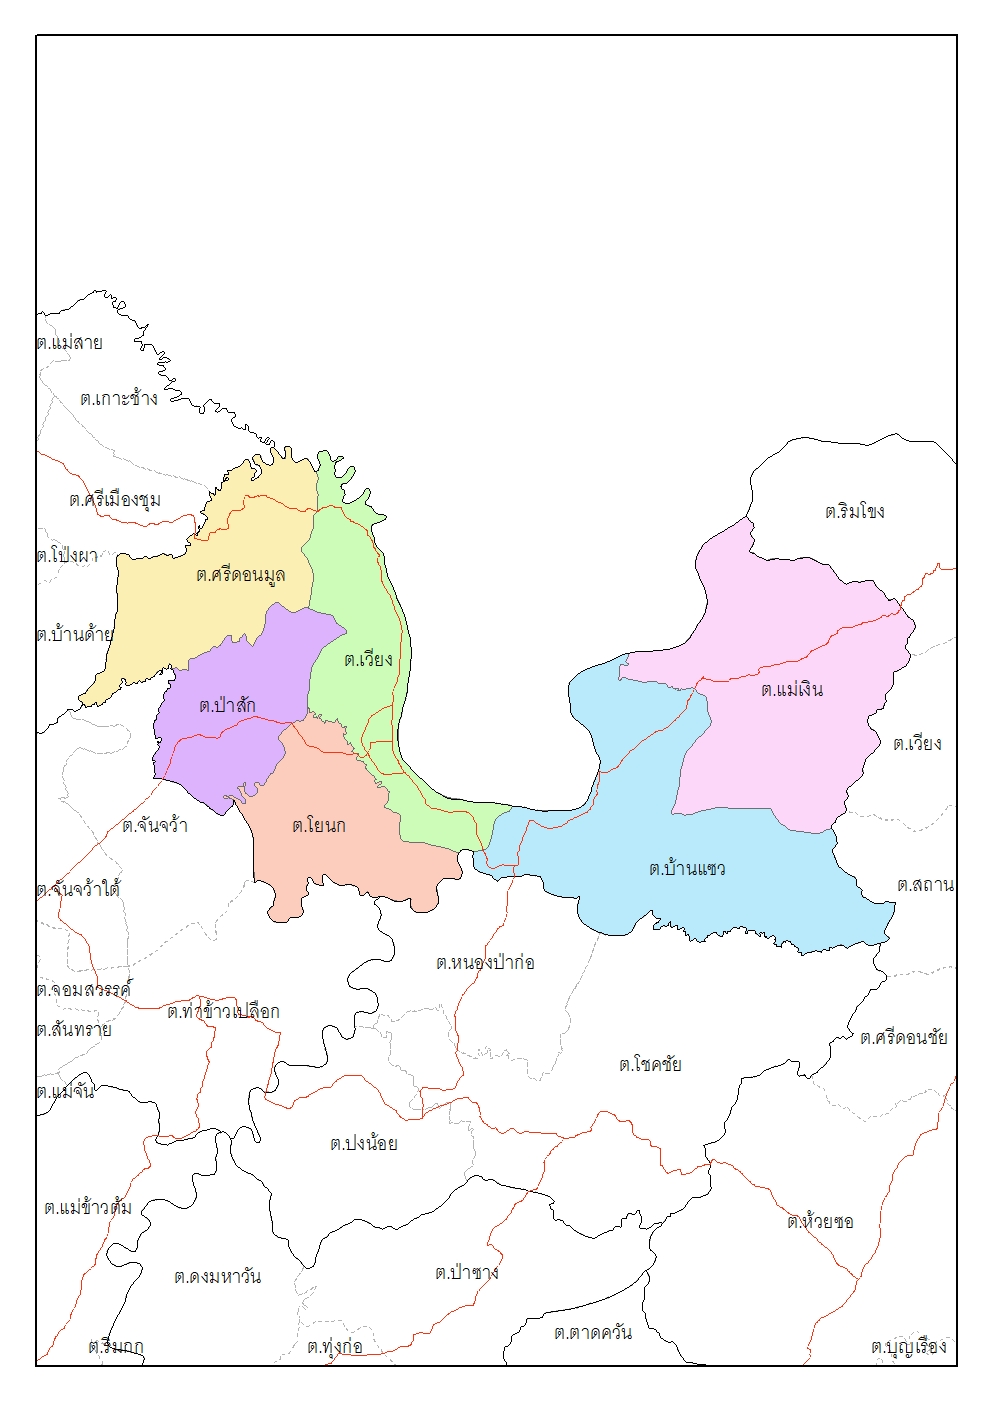 ต.แม่สาย
ต.เกาะช้าง
ต.ศรีเมืองชุม
ต.ริมโขง
ต.โป่งผา
ต.ศรีดอนมูล
ต.บ้านด้าย
ต.เวียง
ต.แม่เงิน
ต.ป่าสัก
ต.เวียง
ต.จันจว้า
ต.โยนก
ต.บ้านแซว
ต.จันจว้าใต้
ต.สถาน
ต.หนองป่าก่อ
ต.จอมสวรรค์
ต.ท่าข้าวเปลือก
ต.สันทราย
ต.ศรีดอนชัย
ต.โชคชัย
ต.แม่จัน
ต.ปงน้อย
ต.แม่ข้าวต้ม
ต.ห้วยซอ
ต.ดงมหาวัน
ต.ป่าซาง
ต.ตาดควัน
ต.ริมกก
ต.ทุ่งก่อ
ต.บุญเรือง